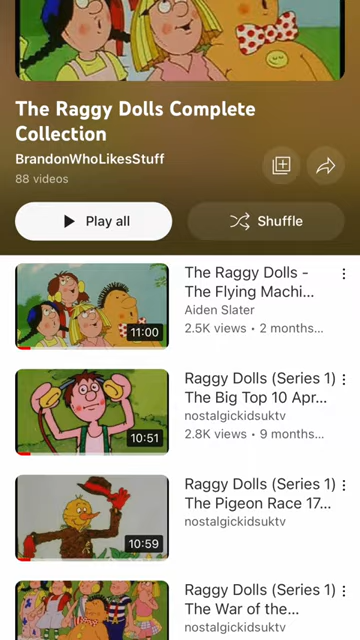 The Raggy Dolls Complete
Collection
BrandonWhoLikesStuff
88 videos
Play all
Shuffle
The Raggy Dolls -
The Flying Machi...
Aiden Slater
2.5K views • 2 months...
11:00
Raggy Dolls (Series 1)
The Big Top 10 Apr...
nostalgickidsuktv
2.8K views • 9 months...
10:51
Raggy Dolls (Series 1)
The Pigeon Race 17...
nostalgickidsuktv
10:59
Raggy Dolls (Series 1)
The War of the...
nostalgickidsuktv